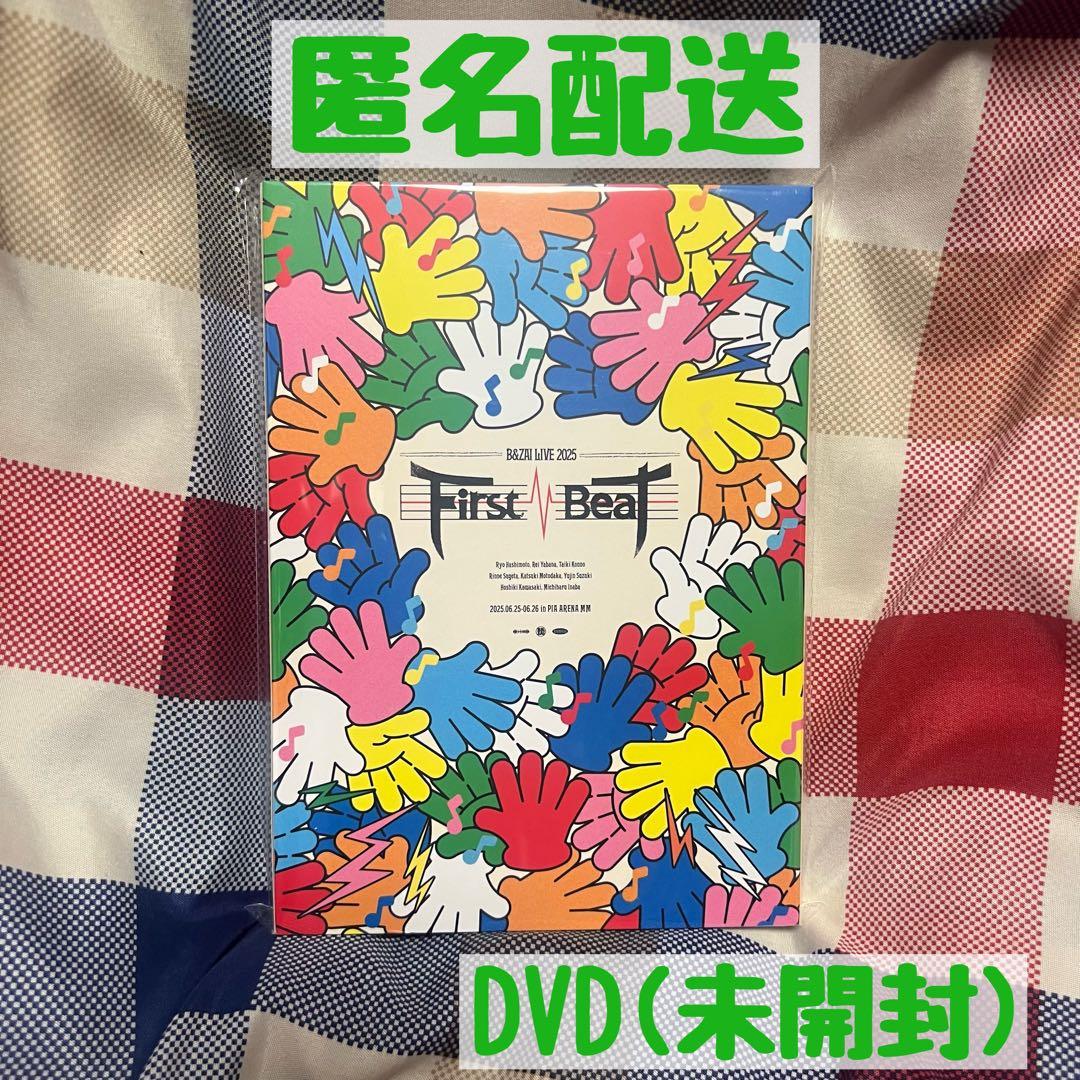 匿名配送
B&ZAI LIVE 2025
First Beat
Ryo Hashimoto, Rei Yabana, Taiki Konno
Rinne Sugeta, Katsuki Motodaka, Yujin Suzuki
Hoshiki Kawasaki, Michiharu Inaba
2025.06.25-06.26 in PIA ARENA MM
DVD(未開封)